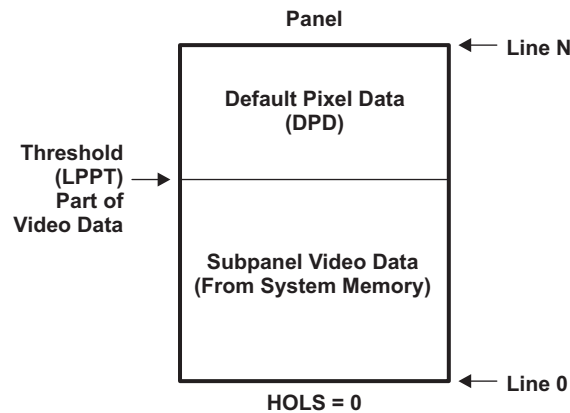 Panel
Line N
Default Pixel Data
(DPD)
Threshold
(LPPT)
Part of
Video Data
Subpanel Video Data
(From System Memory)
Line 0
HOLS = 0